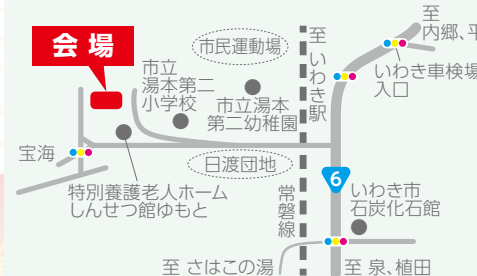 会場
市民運動場
至いわき駅
至
内郷、平
いわき車検場
入口
市立
湯本第二
小学校
市立湯本
第二幼稚園
宝海
日渡団地
特別養護老人ホーム
しんせつ館ゆもと
常磐線
6
いわき市
石炭化石館
至 さはこの湯
至 泉、植田